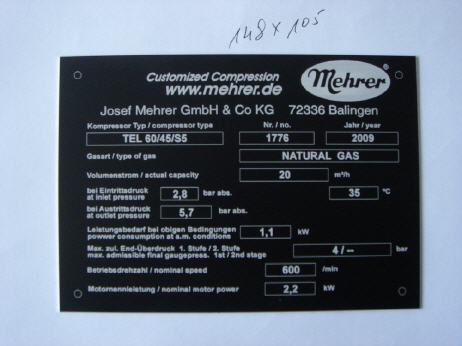 148 x 105
Customized Compression
www.mehrer.de
Mehrer ®
Josef Mehrer GmbH & Co KG 72336 Balingen
Kompressor Typ / compressor type Nr. / no. Jahr / year
TEL 60/45/S5 1776 2009
Gasart / type of gas NATURAL GAS
Volumenstrom / actual capacity 20 m³/h
bei Eintrittsdruck
at inlet pressure 2,8 bar abs. 35 °C
bei Austrittsdruck
at outlet pressure 5,7 bar abs.
Leistungsbedarf bei obigen Bedingungen
powwer consumption at a.m. conditions 1,1 kW
Max. zul. End-Überdruck 1. Stufe / 2. Stufe
max. admissible final gaugepress. 1st / 2nd stage 4 / -- bar
Betriebsdrehzahl / nominal speed 600 /min
Motornennleistung / nominal motor power 2,2 kW